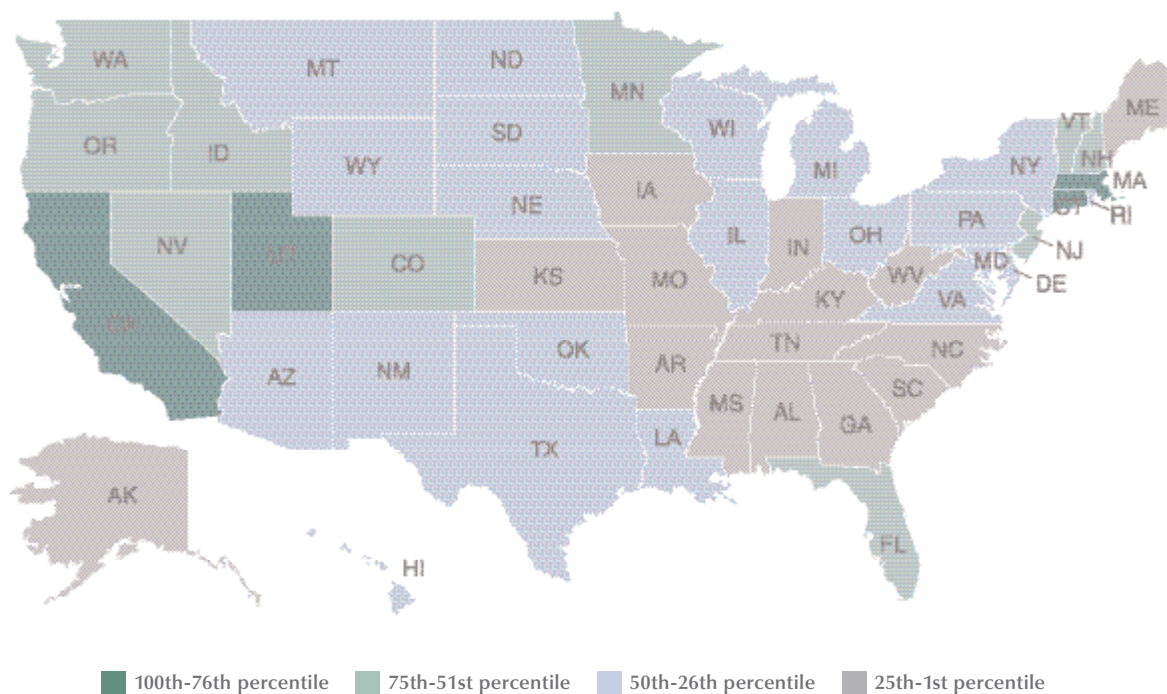 WA
MT
ND
MN
ME
VT
OR
ID
SD
WI
NH
WY
MI
NY
MA
CT
RI
NE
IA
PA
NV
UT
CO
IL
IN
OH
NJ
MD
DE
KS
MO
WV
VA
KY
CA
OK
TN
NC
AZ
NM
AR
SC
MS
AL
GA
TX
LA
AK
FL
HI
100th-76th percentile 75th-51st percentile 50th-26th percentile 25th-1st percentile